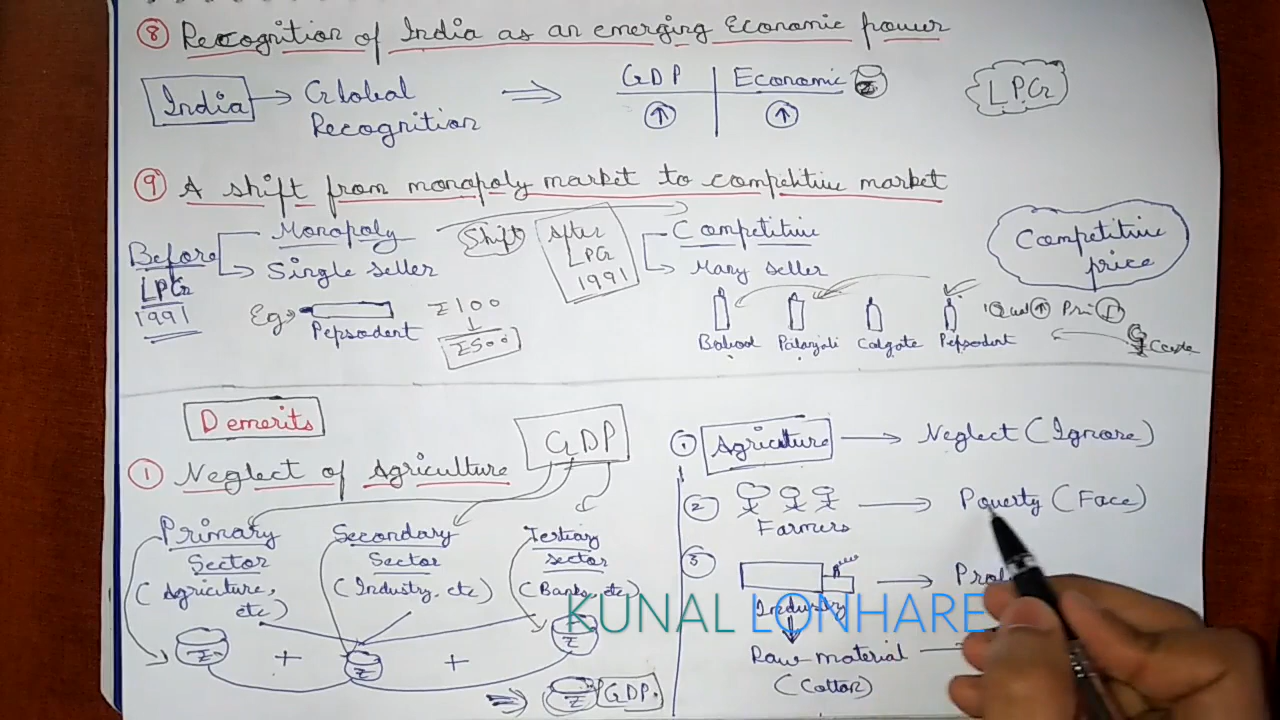 8 Recognition of India as an emerging Economic power
India → Global Recognition ⇒ GDP ↑ Economic ↑
LPG
9 A shift from monopoly market to competitive market
Before LPG 1991
Monopoly
Single seller
Shift
After LPG 1991
Competitive
Many seller
Competitive price
Eg → Pepsodent
₹100
↓
₹500
Babool Patanjali Colgate Pepsodent
Qual ↑ Pri ↓
Demerits
GDP
1 Neglect of Agriculture
Primary Sector
(Agriciture, etc)
Secondary Sector
(Industry, etc)
Tertiary sector
(Banks, etc)
+ +
GDP
1 Agriculture → Neglect (Ignore)
2 Farmers → Poverty (Face)
3 Industry →
Raw material →
(Cotton)
KUNAL LONHARE